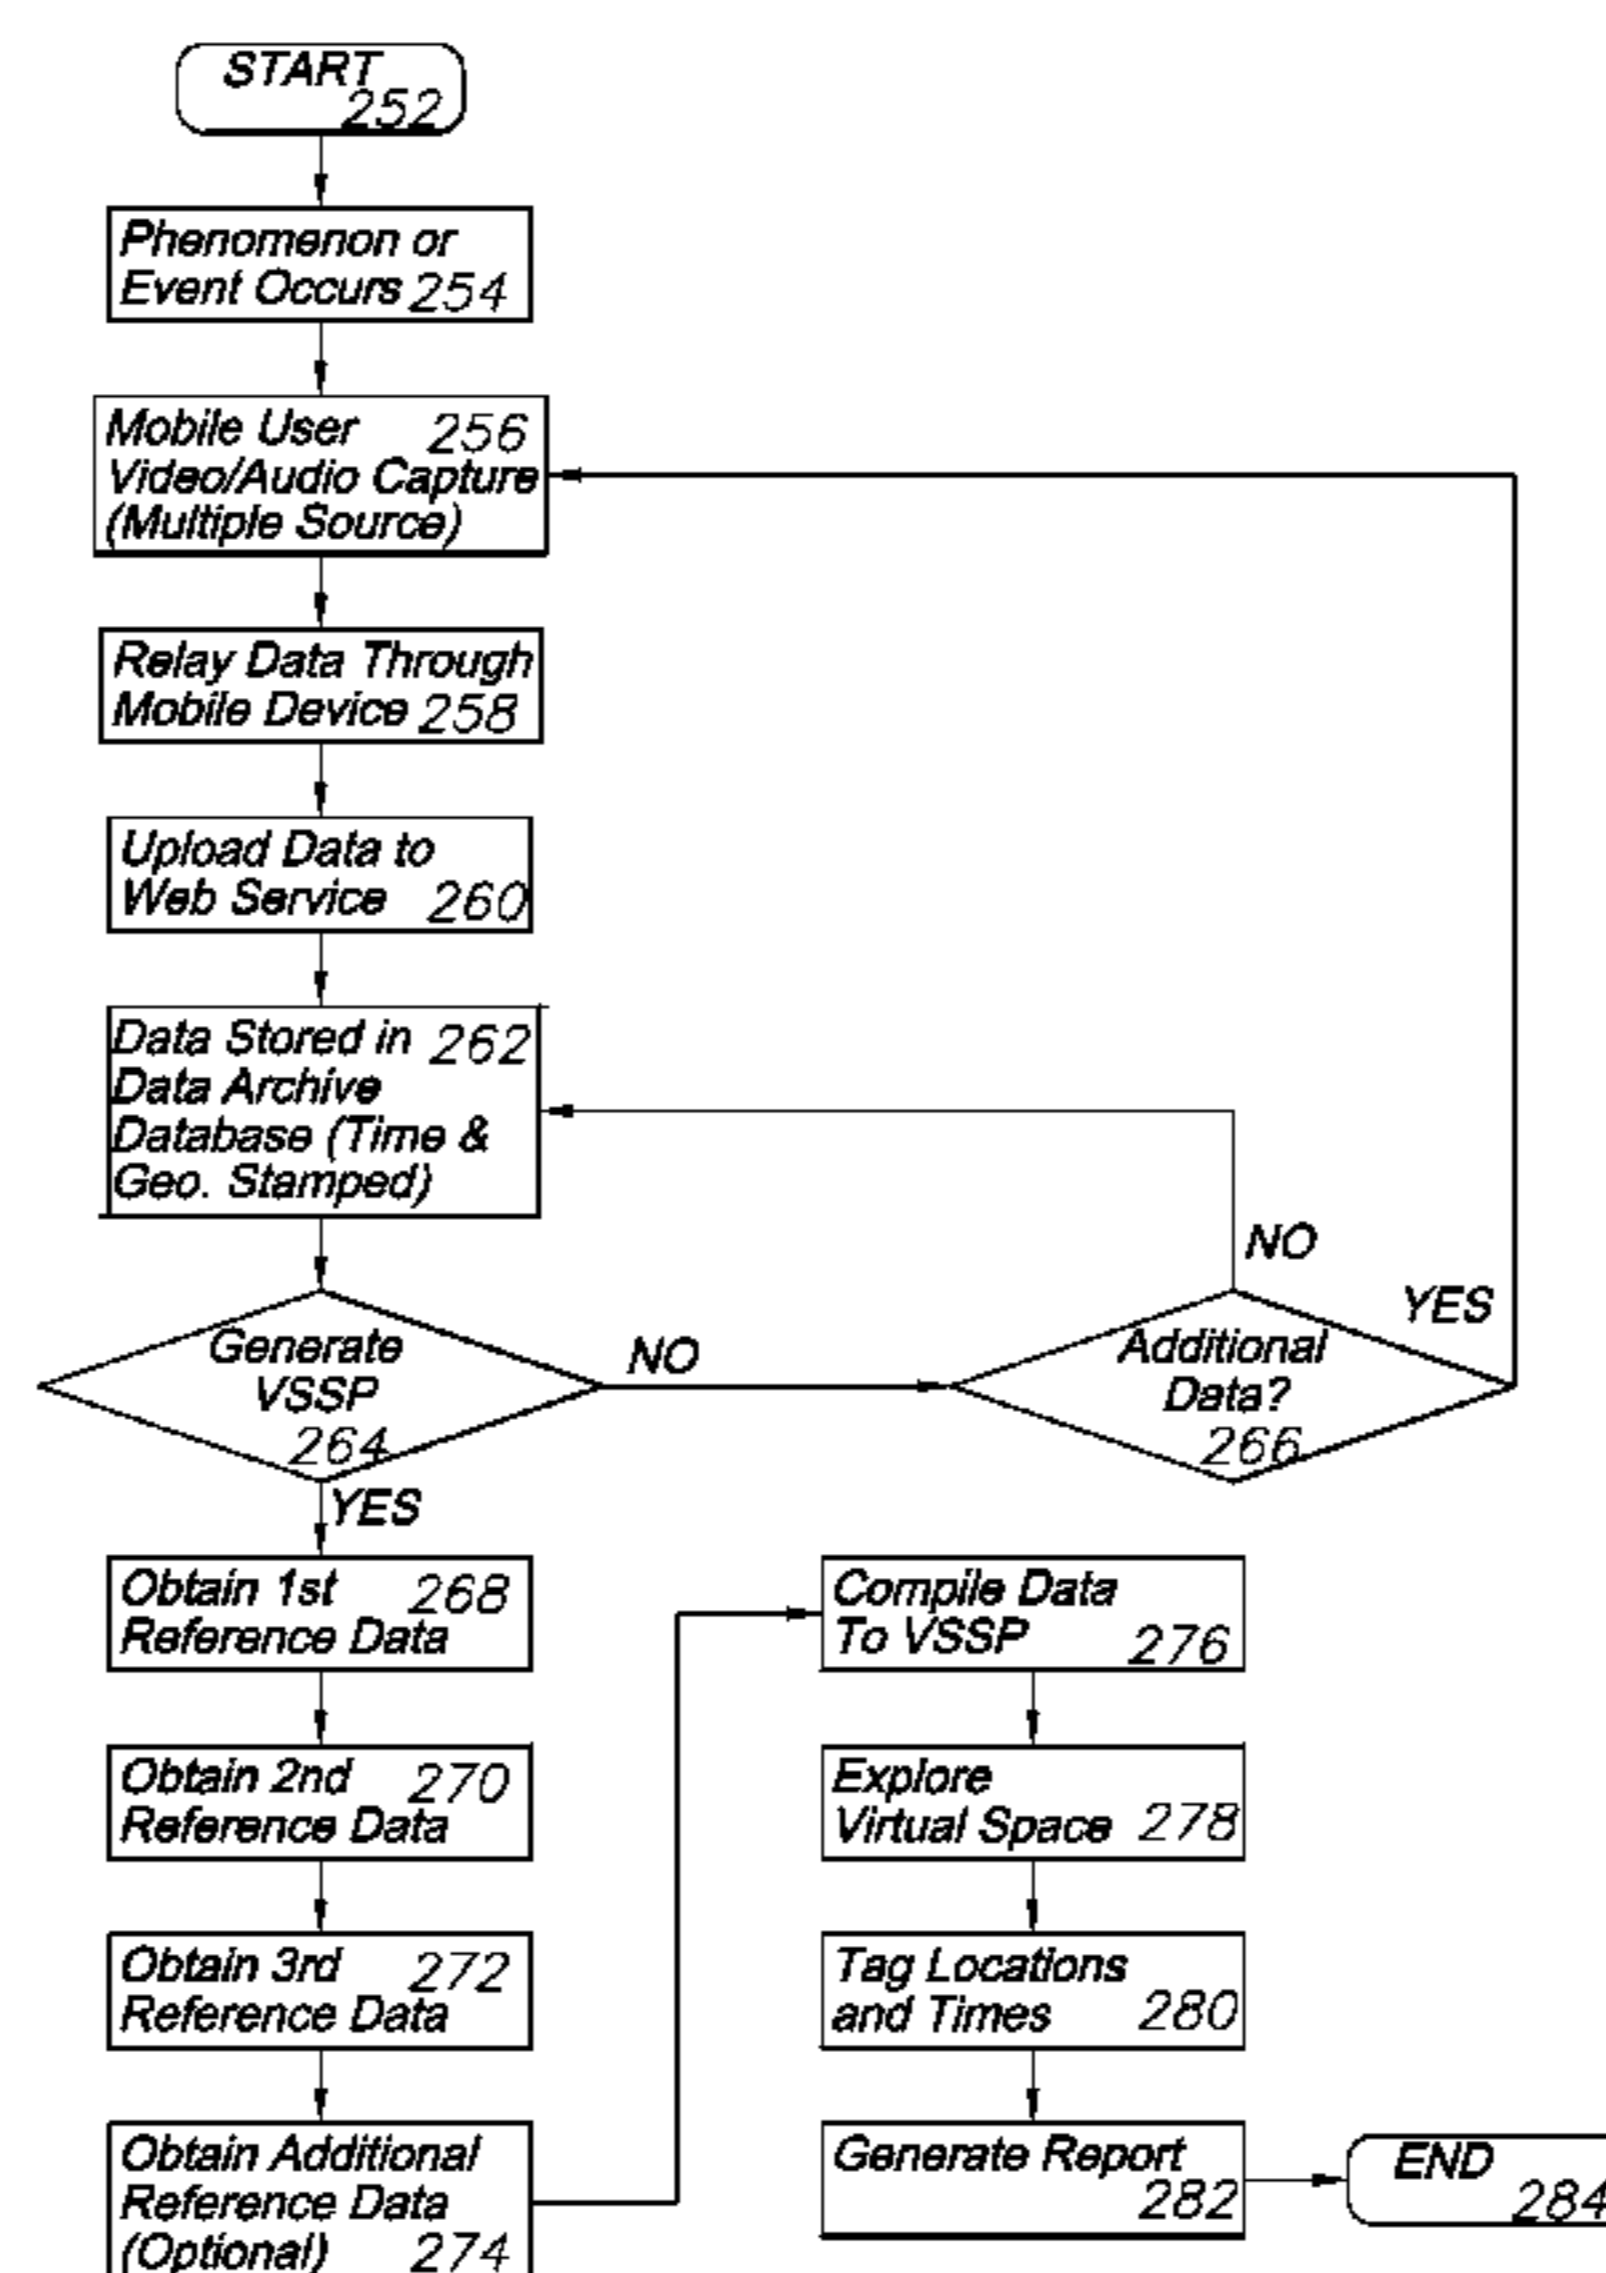 START
252
Phenomenon or
Event Occurs 254
Mobile User 256
Video/Audio Capture
(Multiple Source)
Relay Data Through
Mobile Device 258
Upload Data to
Web Service 260
Data Stored in 262
Data Archive
Database (Time &
Geo. Stamped)
Generate
VSSP
264
NO
YES
Additional
Data?
266
NO
YES
Obtain 1st 268
Reference Data
Obtain 2nd 270
Reference Data
Obtain 3rd 272
Reference Data
Obtain Additional
Reference Data
(Optional) 274
Compile Data
To VSSP 276
Explore
Virtual Space 278
Tag Locations
and Times 280
Generate Report
282
END
284